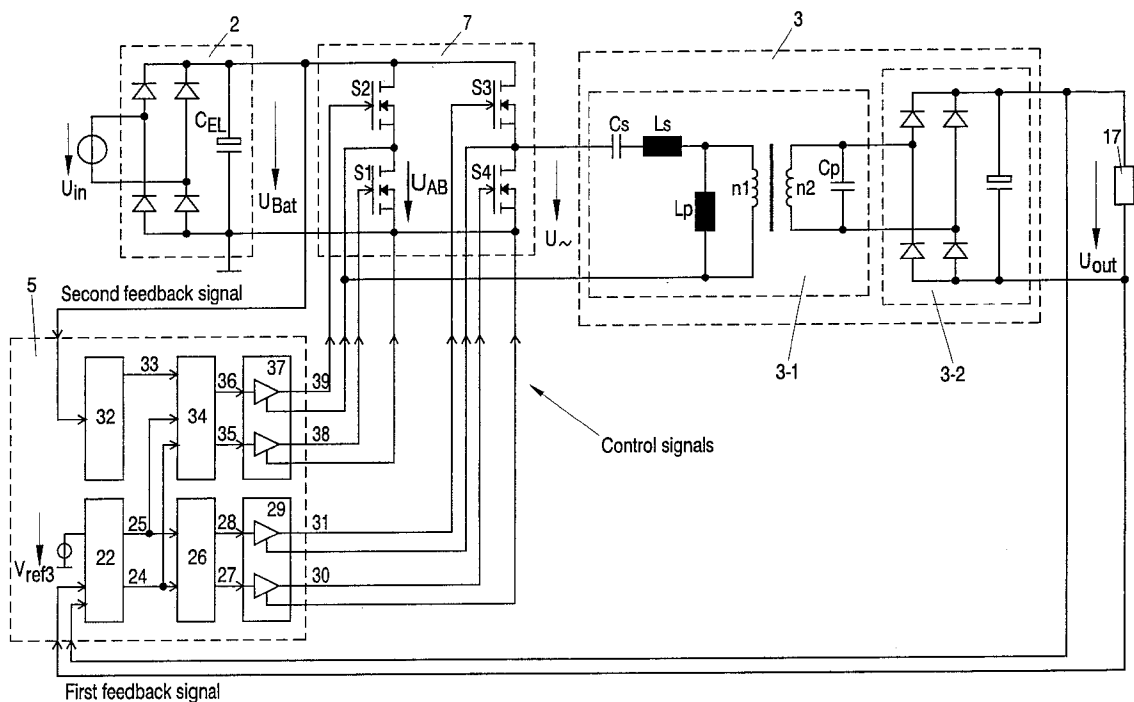 2
7
3
S2
S3
C_EL
Cs
Ls
17
U_in
S1
U_AB
S4
Lp
n1
n2
Cp
U_Bat
U~
U_out
5
Second feedback signal
3-1
3-2
32
33
34
36
37
39
35
38
Control signals
V_ref3
22
25
24
26
28
29
31
27
30
First feedback signal